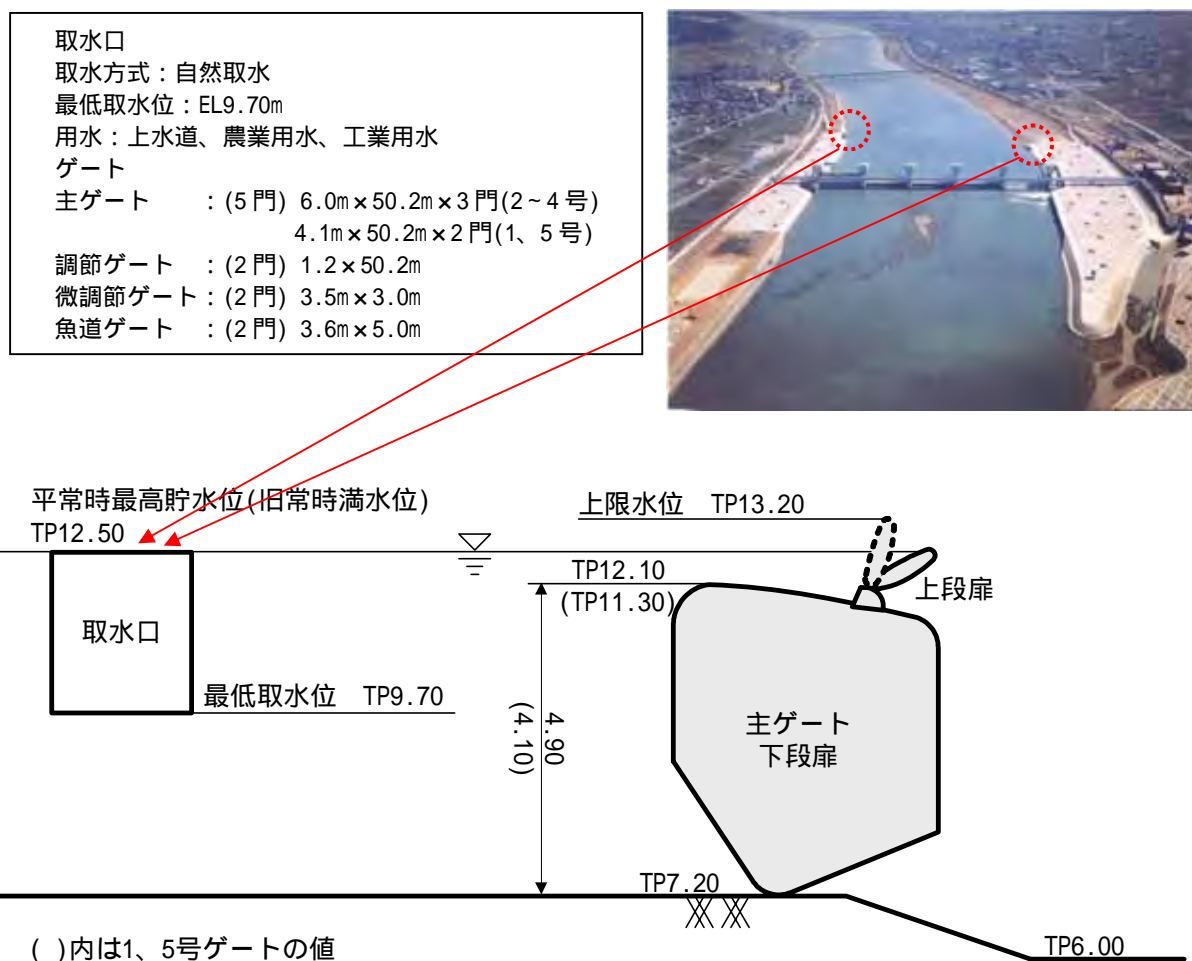 取水口
取水方式：自然取水
最低取水位：EL9.70m
用水：上水道、農業用水、工業用水
ゲート
主ゲート　　：(5門) 6.0m×50.2m×3門(2~4号)
4.1m×50.2m×2門(1、5号)
調節ゲート　：(2門) 1.2×50.2m
微調節ゲート：(2門) 3.5m×3.0m
魚道ゲート　：(2門) 3.6m×5.0m
平常時最高貯水位(旧常時満水位)
TP12.50
上限水位 TP13.20
TP12.10
(TP11.30)
上段扉
取水口
最低取水位 TP9.70
4.90
(4.10)
主ゲート
下段扉
TP7.20
TP6.00
( )内は1、5号ゲートの値